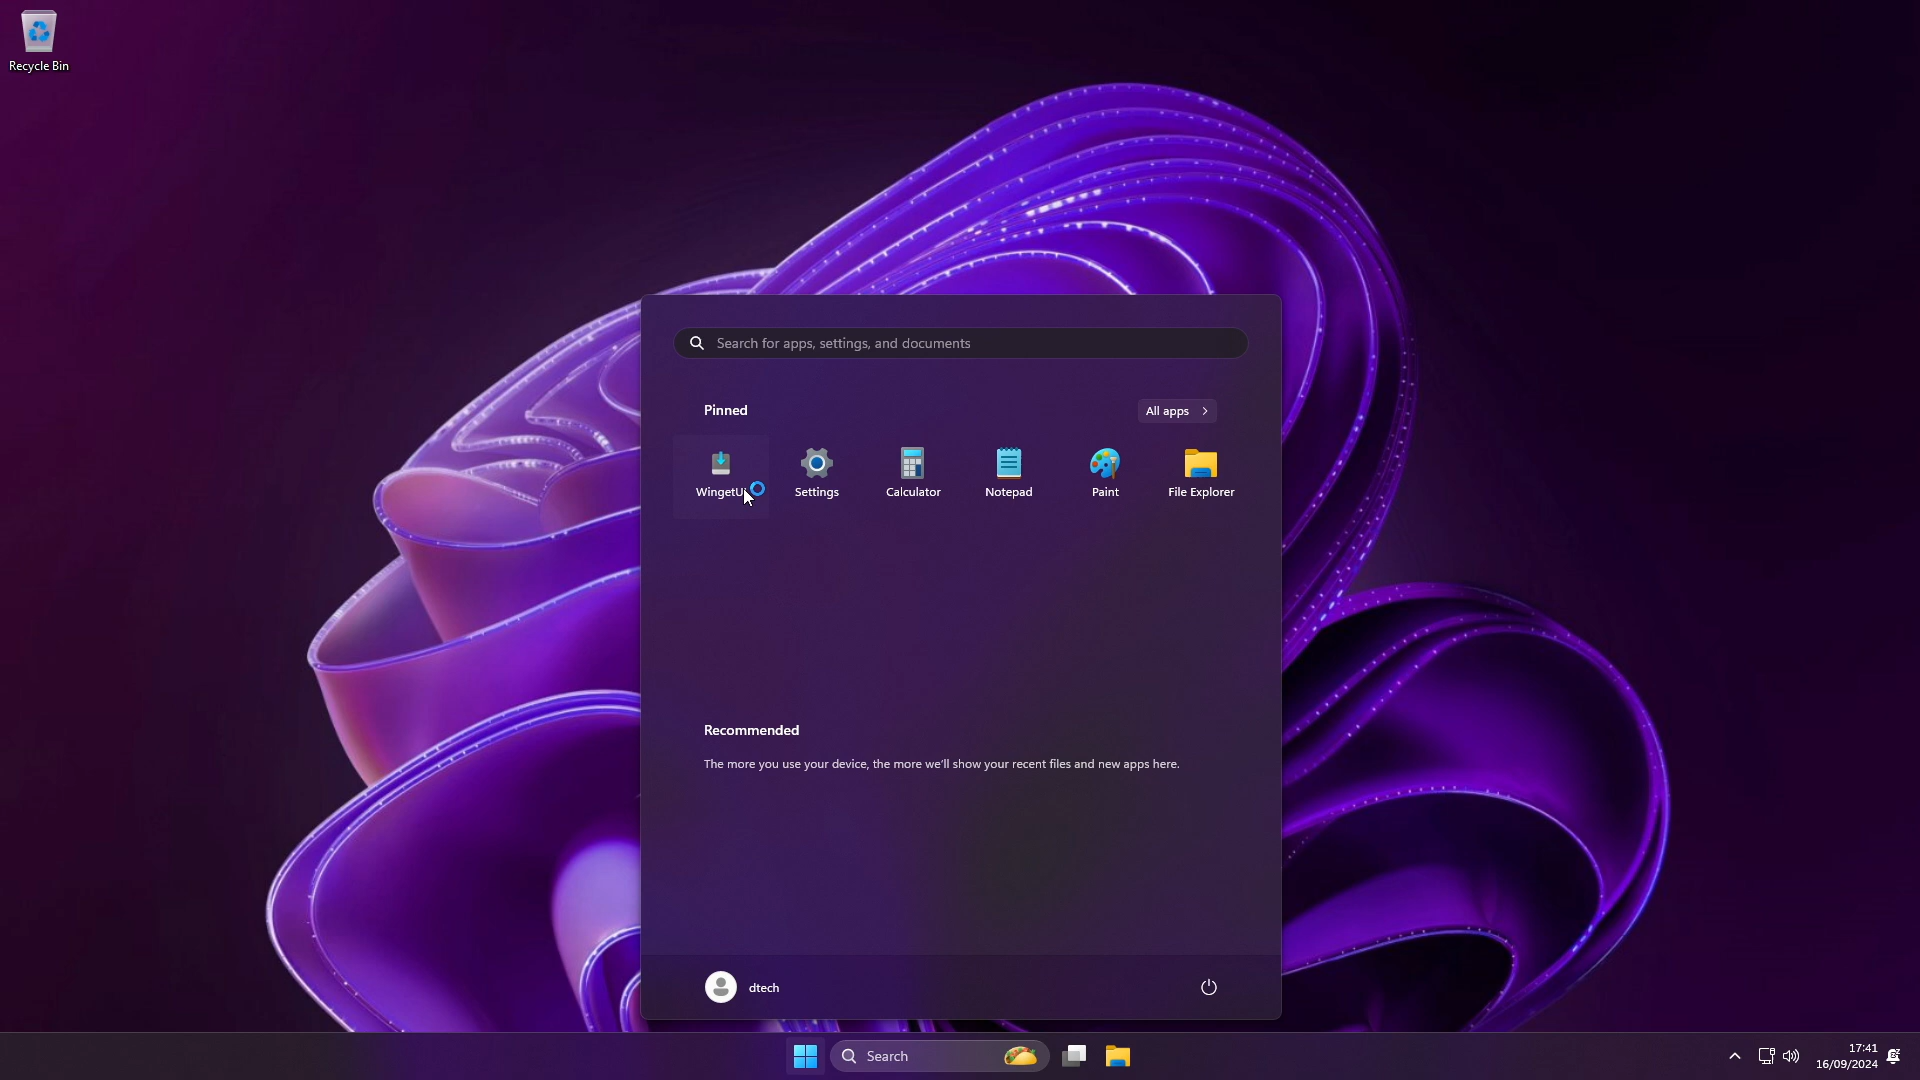 Recycle Bin
Search for apps, settings, and documents
Pinned
All apps
WingetUI
Settings
Calculator
Notepad
Paint
File Explorer
Recommended
The more you use your device, the more we'll show your recent files and new apps here.
dtech
Search
17:41
16/09/2024